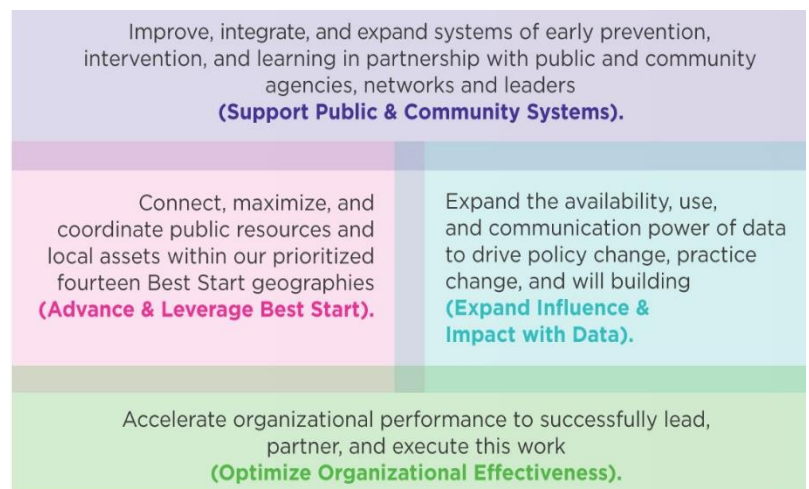 Improve, integrate, and expand systems of early prevention,
intervention, and learning in partnership with public and community
agencies, networks and leaders
(Support Public & Community Systems).
Connect, maximize, and
coordinate public resources and
local assets within our prioritized
fourteen Best Start geographies
(Advance & Leverage Best Start).
Expand the availability, use,
and communication power of data
to drive policy change, practice
change, and will building
(Expand Influence &
Impact with Data).
Accelerate organizational performance to successfully lead,
partner, and execute this work
(Optimize Organizational Effectiveness).